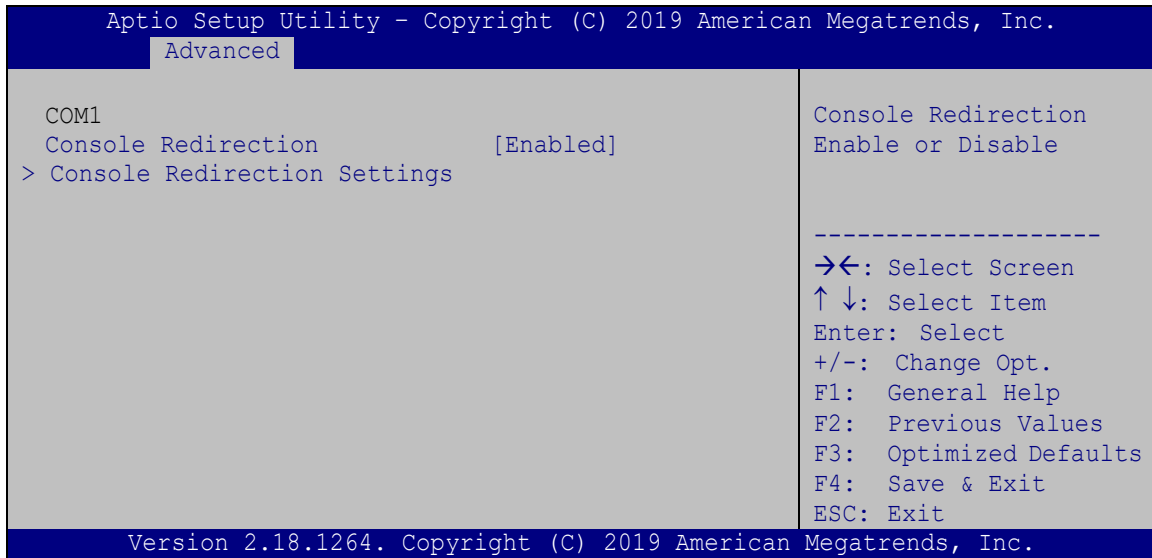 Aptio Setup Utility – Copyright (C) 2019 American Megatrends, Inc.
Advanced
COM1
Console Redirection [Enabled]
> Console Redirection Settings
Console Redirection
Enable or Disable
--------------------
→←: Select Screen
↑ ↓: Select Item
Enter: Select
+/-: Change Opt.
F1: General Help
F2: Previous Values
F3: Optimized Defaults
F4: Save & Exit
ESC: Exit
Version 2.18.1264. Copyright (C) 2019 American Megatrends, Inc.